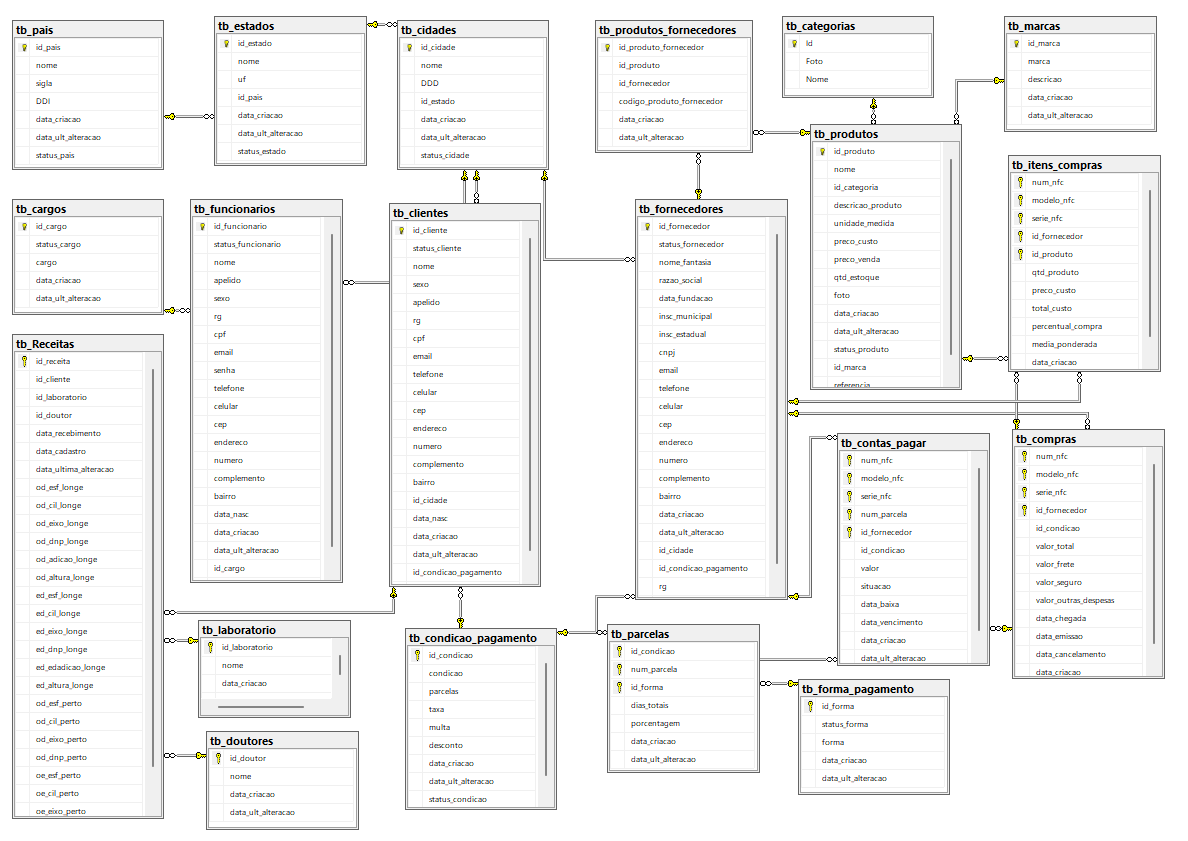 tb_pais
id_pais
nome
sigla
DDI
data_criacao
data_ult_alteracao
status_pais
tb_estados
id_estado
nome
uf
id_pais
data_criacao
data_ult_alteracao
status_estado
tb_cidades
id_cidade
nome
DDD
id_estado
data_criacao
data_ult_alteracao
status_cidade
tb_produtos_fornecedores
id_produto_fornecedor
id_produto
id_fornecedor
codigo_produto_fornecedor
data_criacao
data_ult_alteracao
tb_categorias
Id
Foto
Nome
tb_marcas
id_marca
marca
descricao
data_criacao
data_ult_alteracao
tb_cargos
id_cargo
status_cargo
cargo
data_criacao
data_ult_alteracao
tb_funcionarios
id_funcionario
status_funcionario
nome
apelido
sexo
rg
cpf
email
senha
telefone
celular
cep
endereco
numero
complemento
bairro
data_nasc
data_criacao
data_ult_alteracao
id_cargo
tb_clientes
id_cliente
status_cliente
nome
sexo
apelido
rg
cpf
email
telefone
celular
cep
endereco
numero
complemento
bairro
id_cidade
data_nasc
data_criacao
data_ult_alteracao
id_condicao_pagamento
tb_fornecedores
id_fornecedor
status_fornecedor
nome_fantasia
razao_social
data_fundacao
insc_municipal
insc_estadual
cnpj
email
telefone
celular
cep
endereco
numero
complemento
bairro
data_criacao
data_ult_alteracao
id_cidade
id_condicao_pagamento
rg
tb_produtos
id_produto
nome
id_categoria
descricao_produto
unidade_medida
preco_custo
preco_venda
qtd_estoque
foto
data_criacao
data_ult_alteracao
status_produto
id_marca
referencia
tb_itens_compras
num_nfc
modelo_nfc
serie_nfc
id_fornecedor
id_produto
qtd_produto
preco_custo
total_custo
percentual_compra
media_ponderada
data_criacao
tb_Receitas
id_receita
id_cliente
id_laboratorio
id_doutor
data_recebimento
data_cadastro
data_ultima_alteracao
od_esf_longe
od_cil_longe
od_eixo_longe
od_dnp_longe
od_adicao_longe
od_altura_longe
ed_esf_longe
ed_cil_longe
ed_eixo_longe
ed_dnp_longe
ed_edadicao_longe
ed_altura_longe
od_esf_perto
od_cil_perto
od_eixo_perto
od_dnp_perto
oe_esf_perto
oe_cil_perto
oe_eixo_perto
tb_laboratorio
id_laboratorio
nome
data_criacao
tb_doutores
id_doutor
nome
data_criacao
data_ult_alteracao
tb_condicao_pagamento
id_condicao
condicao
parcelas
taxa
multa
desconto
data_criacao
data_ult_alteracao
status_condicao
tb_parcelas
id_condicao
num_parcela
id_forma
dias_totais
porcentagem
data_criacao
data_ult_alteracao
tb_contas_pagar
num_nfc
modelo_nfc
serie_nfc
num_parcela
id_fornecedor
id_condicao
valor
situacao
data_baixa
data_vencimento
data_criacao
data_ult_alteracao
tb_compras
num_nfc
modelo_nfc
serie_nfc
id_fornecedor
id_condicao
valor_total
valor_frete
valor_seguro
valor_outras_despesas
data_chegada
data_emissao
data_cancelamento
data_criacao
tb_forma_pagamento
id_forma
status_forma
forma
data_criacao
data_ult_alteracao